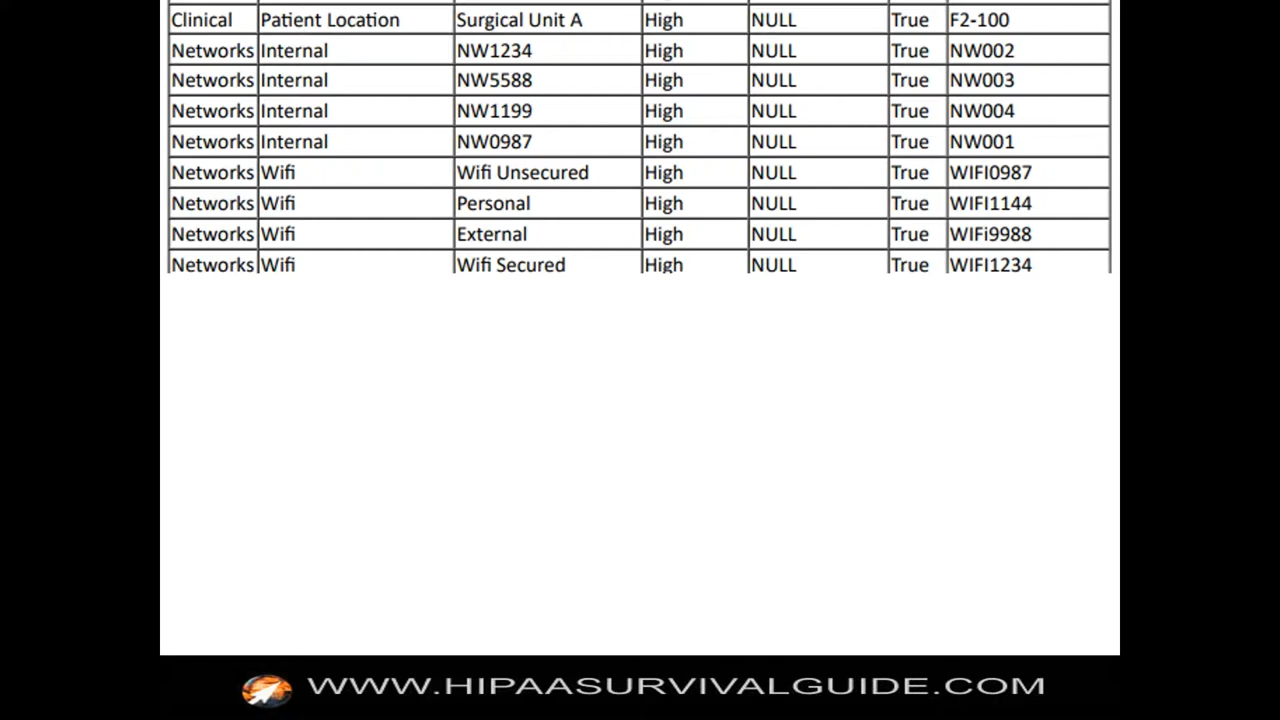 Clinical Patient Location Surgical Unit A High NULL True F2-100
Networks Internal NW1234 High NULL True NW002
Networks Internal NW5588 High NULL True NW003
Networks Internal NW1199 High NULL True NW004
Networks Internal NW0987 High NULL True NW001
Networks Wifi Wifi Unsecured High NULL True WIFI0987
Networks Wifi Personal High NULL True WIFI1144
Networks Wifi External High NULL True WIFi9988
Networks Wifi Wifi Secured High NULL True WIFI1234
WWW.HIPAASURVIVALGUIDE.COM